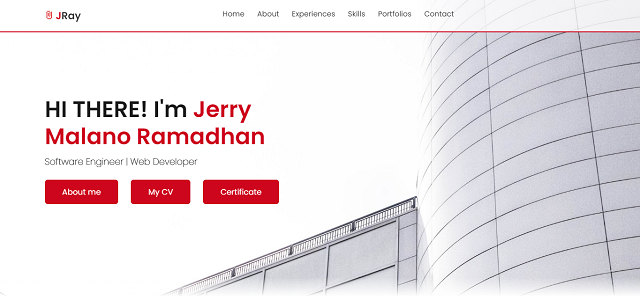 JRay
Home About Experiences Skills Portfolios Contact
HI THERE! I'm Jerry
Malano Ramadhan
Software Engineer | Web Developer
About me My CV Certificate